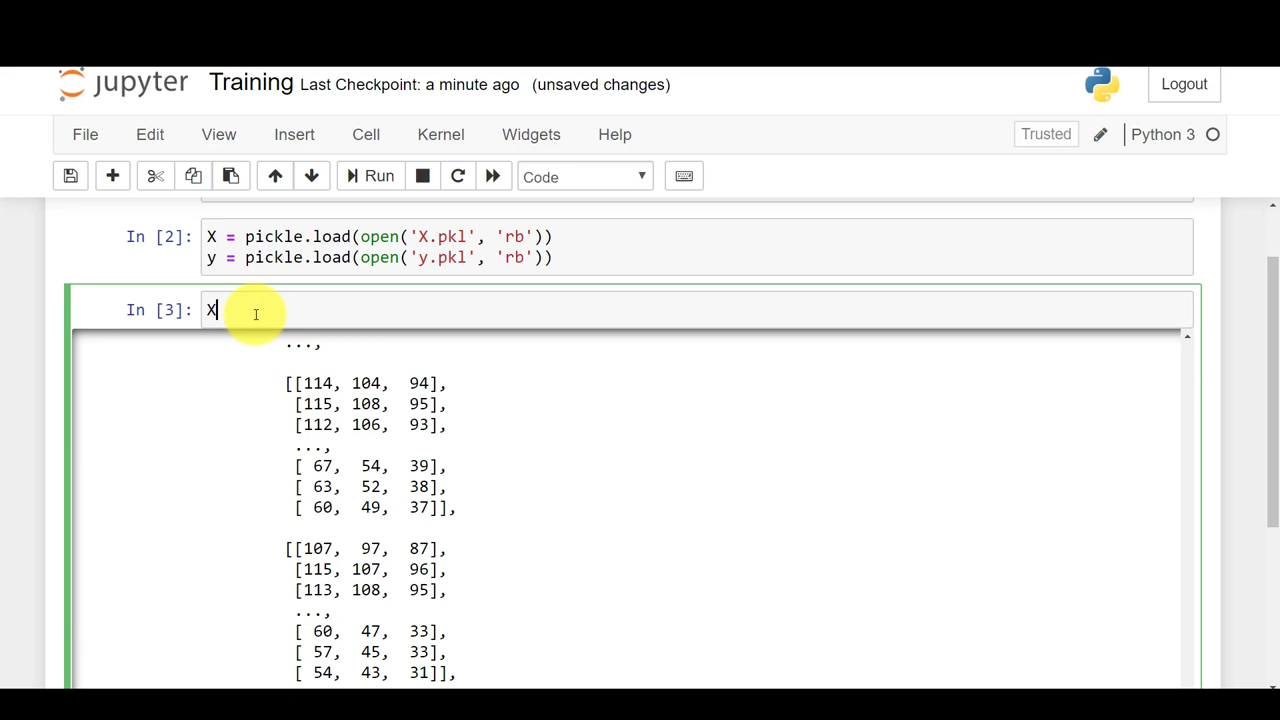 jupyter Training Last Checkpoint: a minute ago (unsaved changes) Logout
File Edit View Insert Cell Kernel Widgets Help Trusted Python 3
Run Code
In [2]: X = pickle.load(open('X.pkl', 'rb'))
y = pickle.load(open('y.pkl', 'rb'))
In [3]: X
...,
[[114, 104, 94],
[115, 108, 95],
[112, 106, 93],
...,
[ 67, 54, 39],
[ 63, 52, 38],
[ 60, 49, 37]],
[[107, 97, 87],
[115, 107, 96],
[113, 108, 95],
...,
[ 60, 47, 33],
[ 57, 45, 33],
[ 54, 43, 31]],